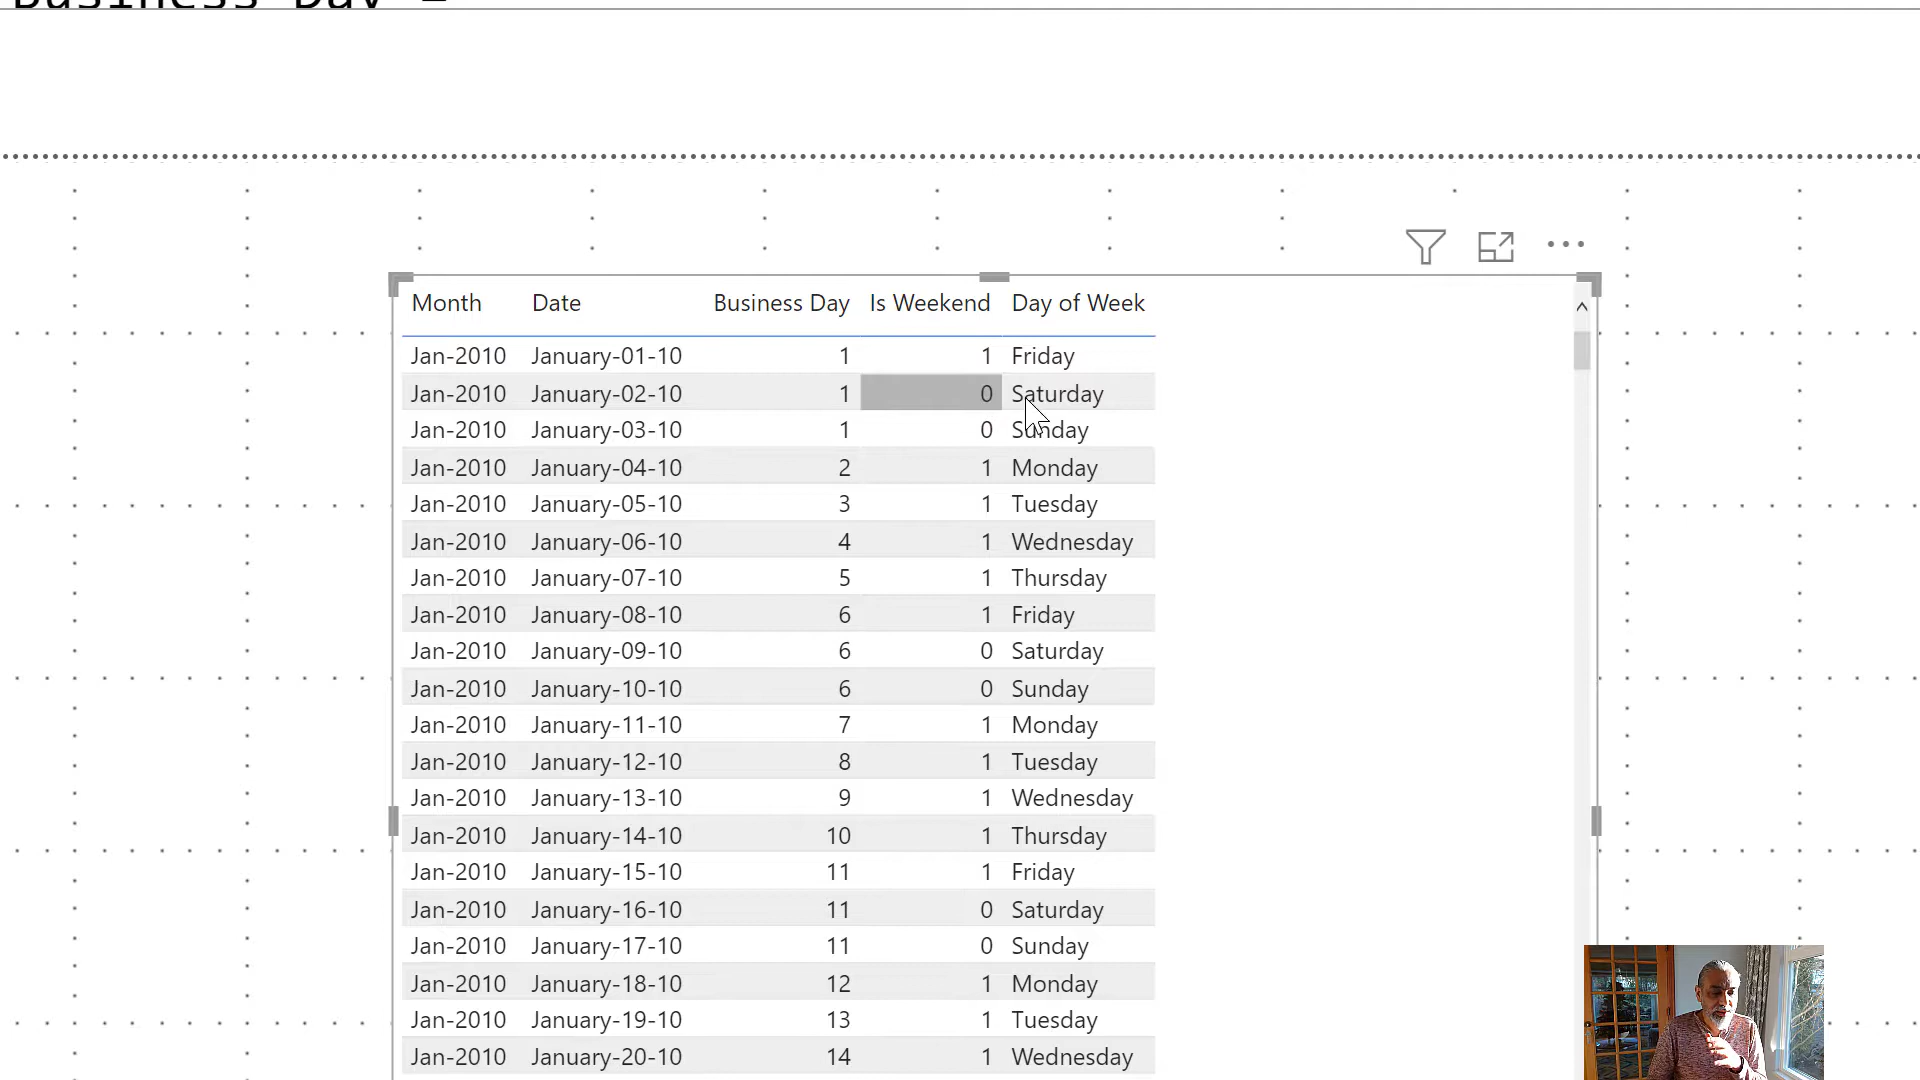 Business Day =
Month Date Business Day Is Weekend Day of Week
Jan-2010 January-01-10 1 1 Friday
Jan-2010 January-02-10 1 0 Saturday
Jan-2010 January-03-10 1 0 Sunday
Jan-2010 January-04-10 2 1 Monday
Jan-2010 January-05-10 3 1 Tuesday
Jan-2010 January-06-10 4 1 Wednesday
Jan-2010 January-07-10 5 1 Thursday
Jan-2010 January-08-10 6 1 Friday
Jan-2010 January-09-10 6 0 Saturday
Jan-2010 January-10-10 6 0 Sunday
Jan-2010 January-11-10 7 1 Monday
Jan-2010 January-12-10 8 1 Tuesday
Jan-2010 January-13-10 9 1 Wednesday
Jan-2010 January-14-10 10 1 Thursday
Jan-2010 January-15-10 11 1 Friday
Jan-2010 January-16-10 11 0 Saturday
Jan-2010 January-17-10 11 0 Sunday
Jan-2010 January-18-10 12 1 Monday
Jan-2010 January-19-10 13 1 Tuesday
Jan-2010 January-20-10 14 1 Wednesday